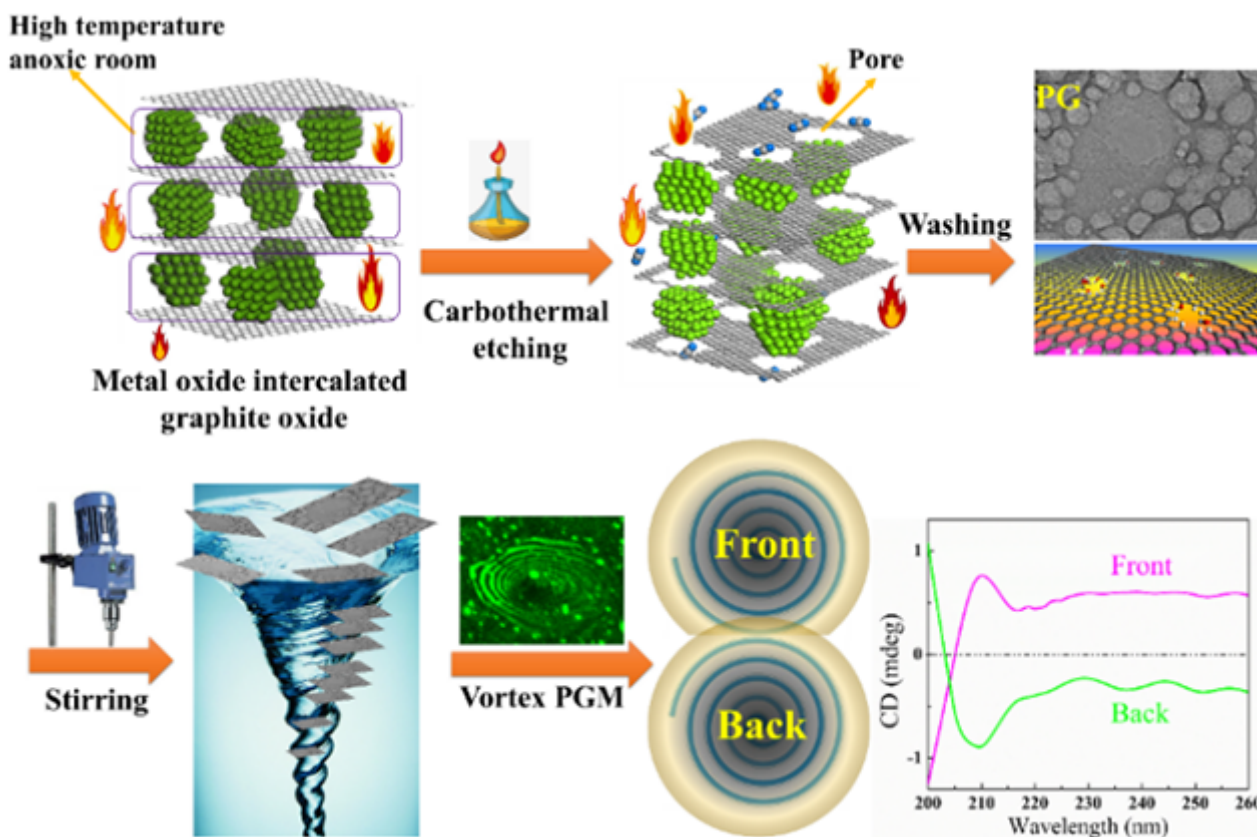 High temperature
anoxic room
Pore
PG
Carbothermal
etching
Washing
Metal oxide intercalated
graphite oxide
Stirring
Vortex PGM
Front
Back
CD (mdeg)
1
0
-1
Front
Back
200 210 220 230 240 250 260
Wavelength (nm)